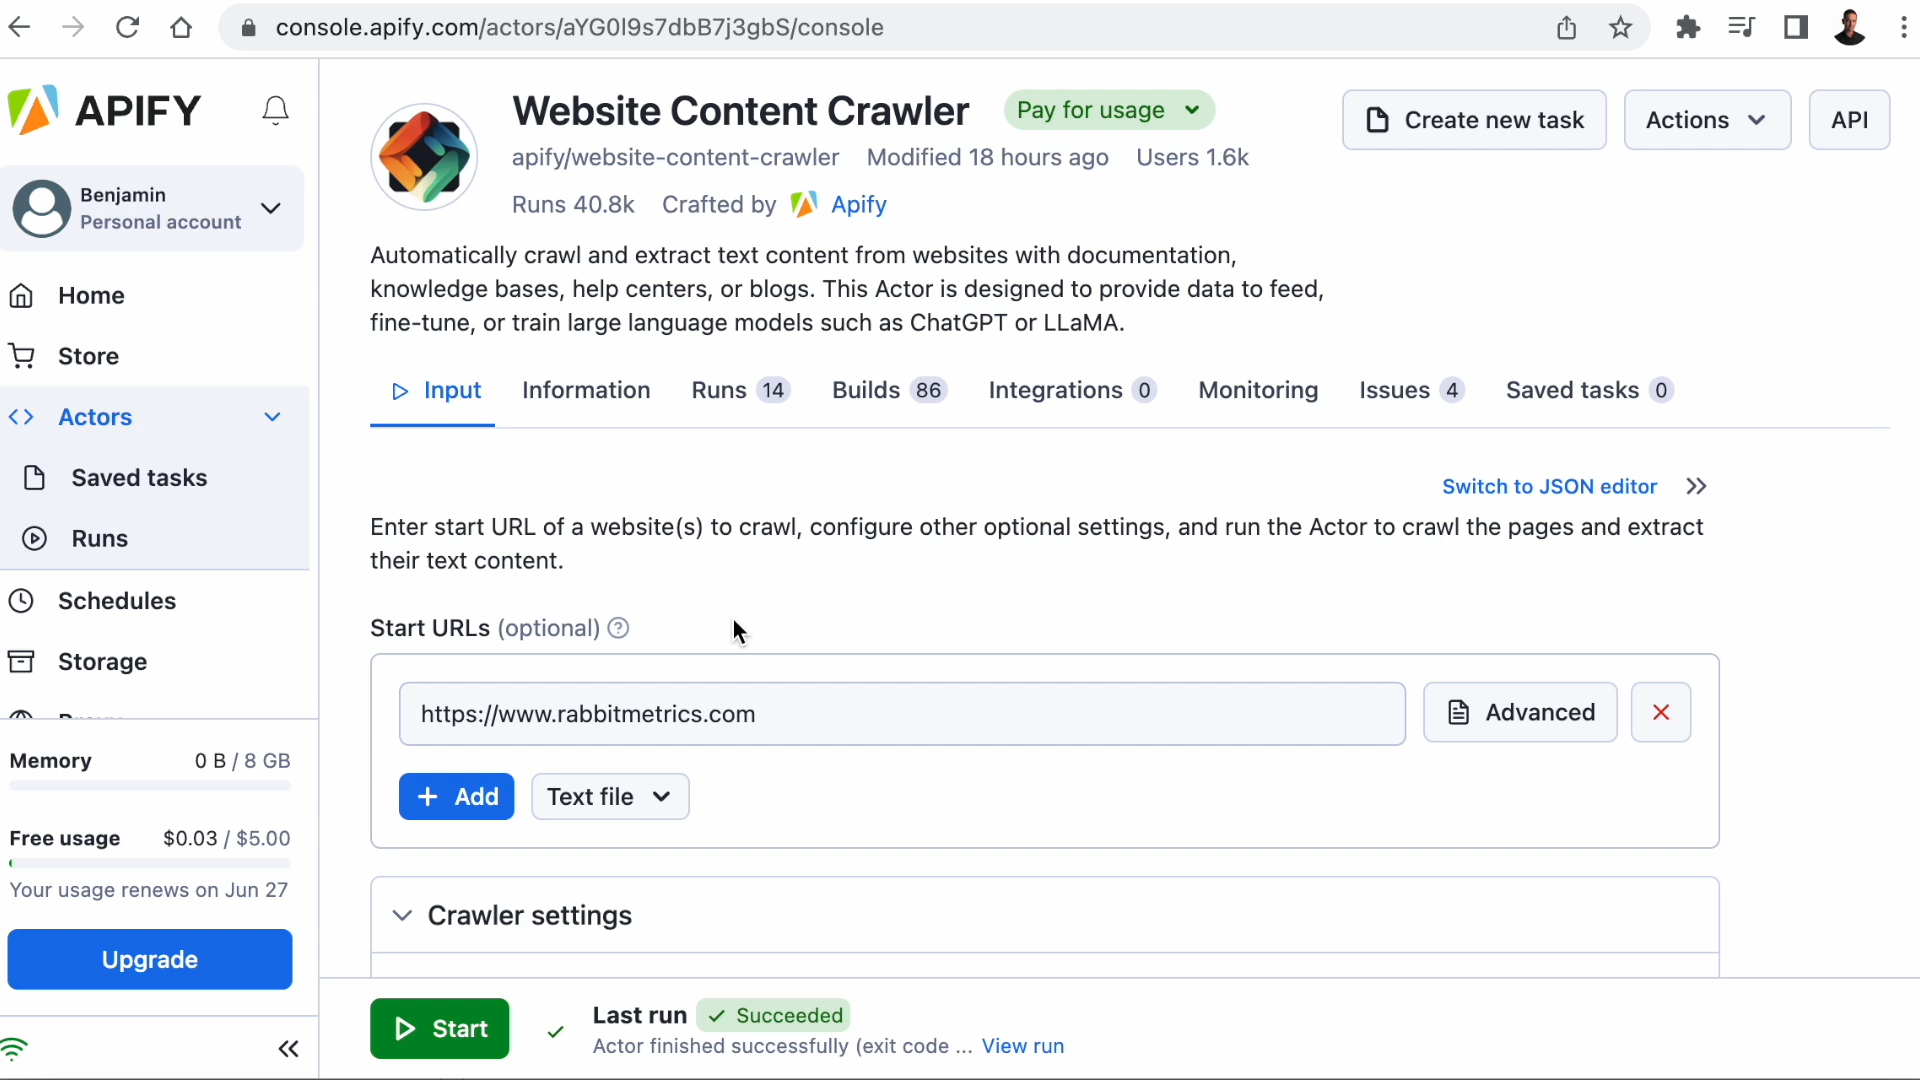 console.apify.com/actors/aYG0l9s7dbB7j3gbS/console
APIFY
Benjamin
Personal account
Home
Store
Actors
Saved tasks
Runs
Schedules
Storage
Memory 0 B / 8 GB
Free usage $0.03 / $5.00
Your usage renews on Jun 27
Upgrade
Website Content Crawler Pay for usage
Create new task Actions API
apify/website-content-crawler Modified 18 hours ago Users 1.6k
Runs 40.8k Crafted by Apify
Automatically crawl and extract text content from websites with documentation,
knowledge bases, help centers, or blogs. This Actor is designed to provide data to feed,
fine-tune, or train large language models such as ChatGPT or LLaMA.
Input Information Runs 14 Builds 86 Integrations 0 Monitoring Issues 4 Saved tasks 0
Switch to JSON editor
Enter start URL of a website(s) to crawl, configure other optional settings, and run the Actor to crawl the pages and extract
their text content.
Start URLs (optional)
https://www.rabbitmetrics.com
Advanced
+ Add Text file
Crawler settings
Start
Last run Succeeded
Actor finished successfully (exit code ... View run